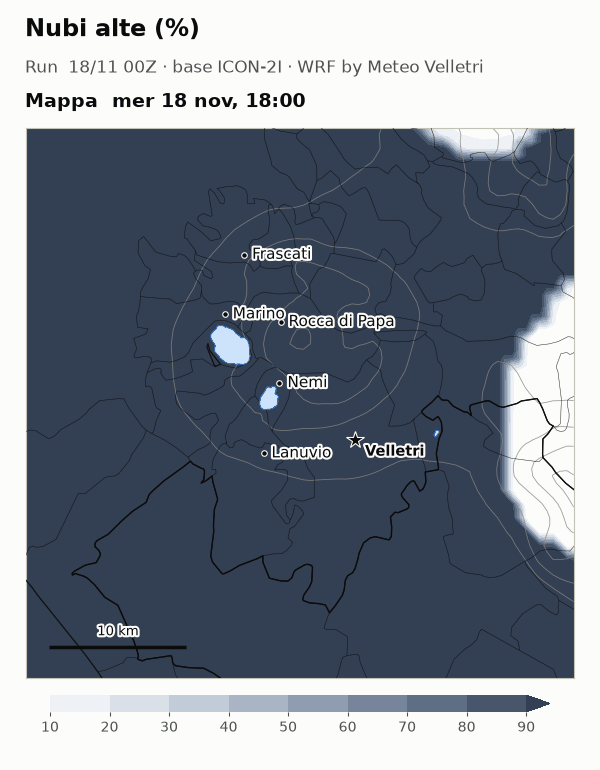 Nubi alte (%)
Run  18/11 00Z · base ICON-2I · WRF by Meteo Velletri
Mappa  mer 18 nov, 18:00
Frascati
Marino
Rocca di Papa
Nemi
Velletri
Lanuvio
10 km
10 20 30 40 50 60 70 80 90